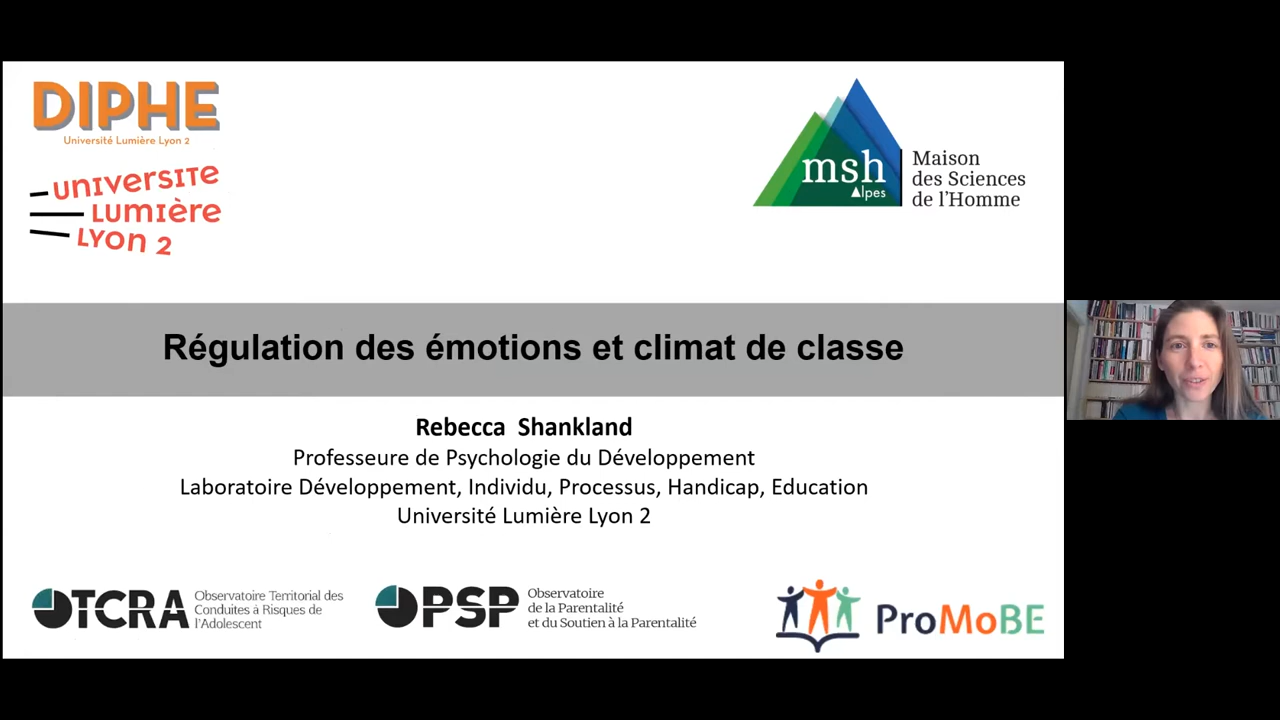 DIPHE
Université Lumière Lyon 2
UNIVERSITE
LUMIÈRE
LYON 2
msh
Alpes
Maison
des Sciences
de l'Homme
Régulation des émotions et climat de classe
Rebecca Shankland
Professeure de Psychologie du Développement
Laboratoire Développement, Individu, Processus, Handicap, Education
Université Lumière Lyon 2
OTCRA
Observatoire Territorial des
Conduites à Risques de
l'Adolescent
OPSP
Observatoire
de la Parentalité
et du Soutien à la Parentalité
ProMoBE